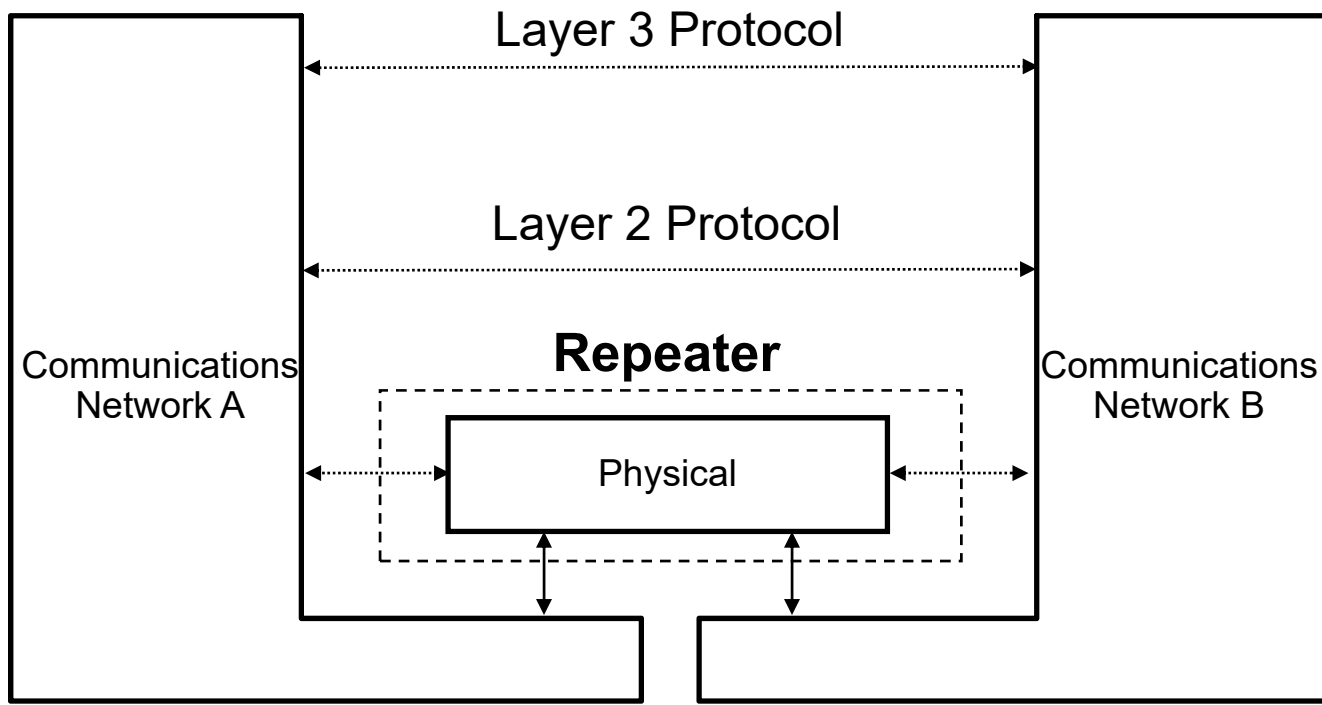 Layer 3 Protocol
Layer 2 Protocol
Repeater
Communications
Network A
Physical
Communications
Network B